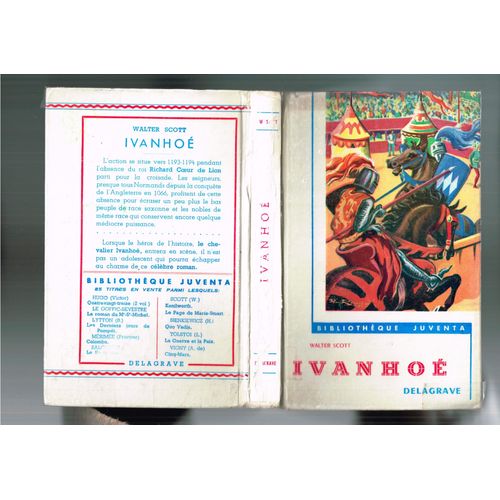 WALTER SCOTT
IVANHOÉ
L'action se situe vers 1193-1194 pendant
l'absence du roi Richard Cœur de Lion
parti pour la croisade. Les seigneurs,
presque tous Normands depuis la conquête
de l'Angleterre en 1066, profitent de cette
absence pour écraser un peu plus le bas
peuple de race saxonne et les nobles de
même race qui conservent encore quelque
médiocre puissance.
Lorsque le héros de l'histoire, le che-
valier Ivanhoé, entrera en scène, il n'est
pas un adolescent qui pourra échapper
au charme de ce célèbre roman.
BIBLIOTHÈQUE JUVENTA
85 TITRES EN VENTE PARMI LESQUELS:
HUGO (Victor)
Quatrevingt-treize (2 vol.)
LE GOFFIC-SEVESTRE
Le roman du Mt-St-Michel.
LYTTON (B.)
Les Derniers jours de
Pompéi.
MÉRIMÉE (Prosper)
Colomba.
SCOTT (W.)
Kenilworth.
Le Page de Marie-Stuart
SIENKIEWICZ (H.)
Quo Vadis.
TOLSTOÏ (L.)
La Guerre et la Paix.
VIGNY (A. de)
Cinq-Mars.
DELAGRAVE
IVANHOÉ
BIBLIOTHÈQUE JUVENTA
WALTER SCOTT
IVANHOÉ
DELAGRAVE